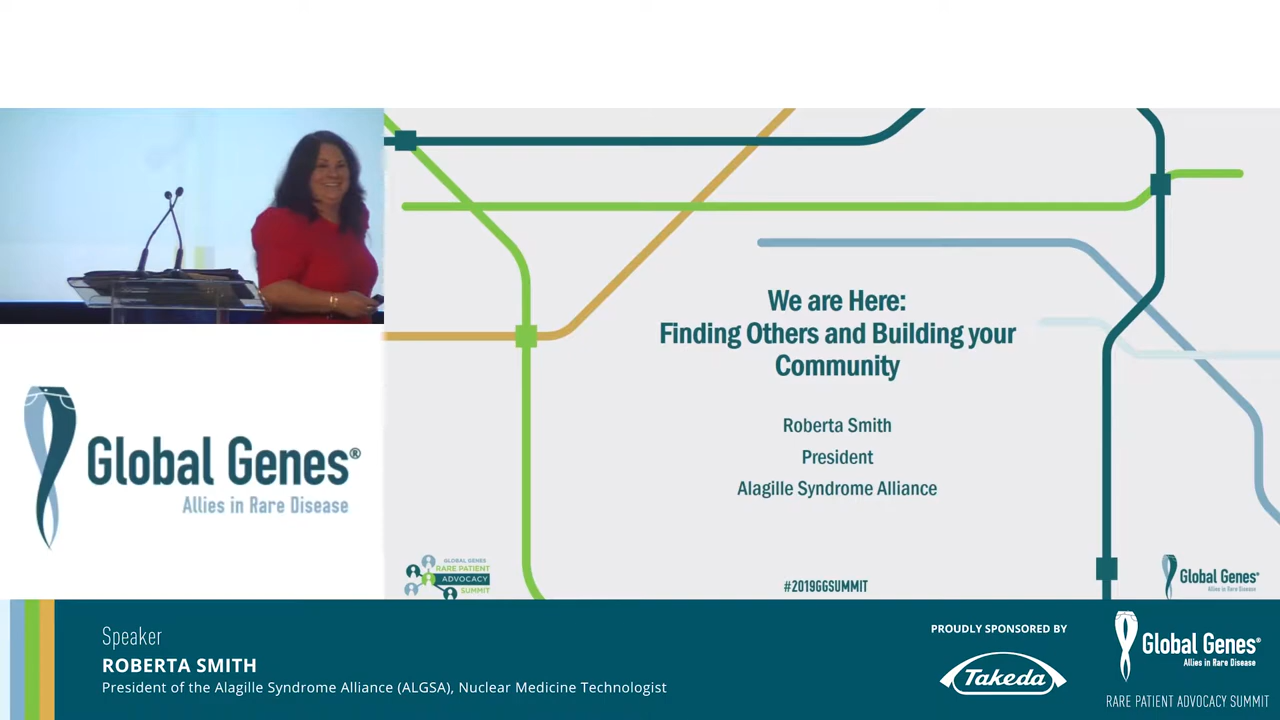 We are Here:
Finding Others and Building your
Community
Roberta Smith
President
Alagille Syndrome Alliance
Global Genes®
Allies in Rare Disease
GLOBAL GENES
RARE PATIENT
ADVOCACY
SUMMIT
#2019GGSUMMIT
Global Genes®
Allies in Rare Disease
Speaker
ROBERTA SMITH
President of the Alagille Syndrome Alliance (ALGSA), Nuclear Medicine Technologist
PROUDLY SPONSORED BY
Takeda
Global Genes®
Allies in Rare Disease
RARE PATIENT ADVOCACY SUMMIT